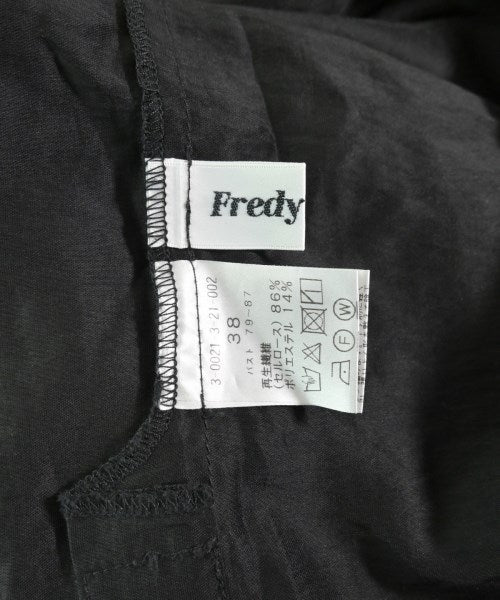 Fredy
3-0021 3-21-002
38
バスト 79~87
再生繊維
(セルロース) 86%
ポリエステル 14%
F W